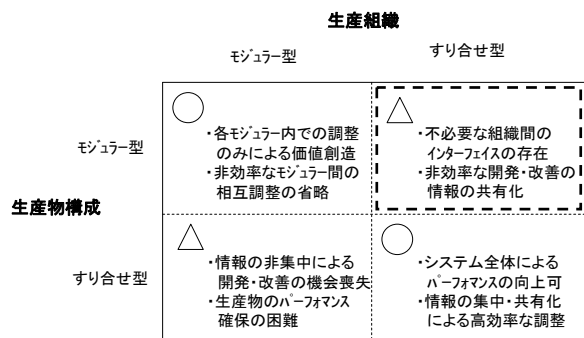 生産組織
モジュラー型
すり合せ型
モジュラー型
・各モジュラー内での調整
のみによる価値創造
・非効率なモジュラー間の
相互調整の省略
・不必要な組織間の
インターフェイスの存在
・非効率な開発・改善の
情報の共有化
生産物構成
すり合せ型
・情報の非集中による
開発・改善の機会喪失
・生産物のパーフォマンス
確保の困難
・システム全体による
パーフォマンスの向上可
・情報の集中・共有化
による高効率な調整